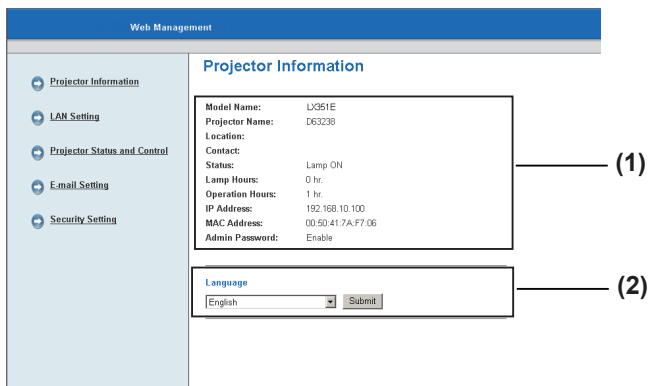 Web Management
Projector Information
LAN Setting
Projector Status and Control
E-mail Setting
Security Setting
Projector Information
Model Name: LX351E
Projector Name: D63238
Location:
Contact:
Status: Lamp ON
Lamp Hours: 0 hr.
Operation Hours: 1 hr.
IP Address: 192.168.10.100
MAC Address: 00:50:41:7A:F7:06
Admin Password: Enable
(1)
Language
English Submit
(2)